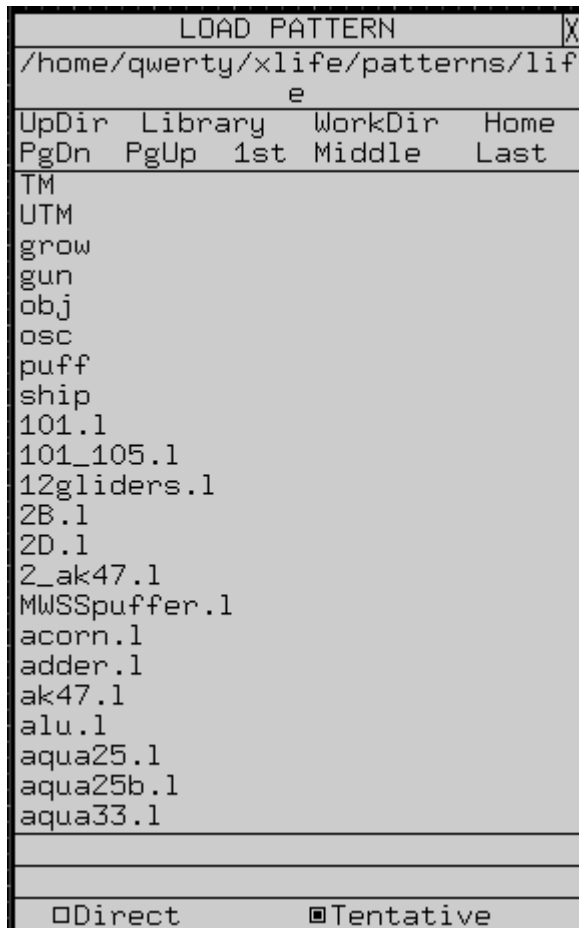 LOAD PATTERN X
/home/qwerty/xlife/patterns/lif
e
UpDir Library WorkDir Home
PgDn PgUp 1st Middle Last
TM
UTM
grow
gun
obj
osc
puff
ship
101.l
101_105.l
12gliders.l
2B.l
2D.l
2_ak47.l
MWSSpuffer.l
acorn.l
adder.l
ak47.l
alu.l
aqua25.l
aqua25b.l
aqua33.l
Direct Tentative